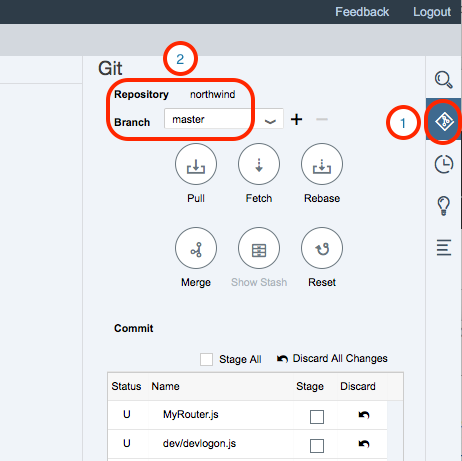 Feedback Logout
Git
2
Repository northwind
Branch master
1
Pull Fetch Rebase
Merge Show Stash Reset
Commit
Stage All Discard All Changes
Status Name Stage Discard
U MyRouter.js
U dev/devlogon.js